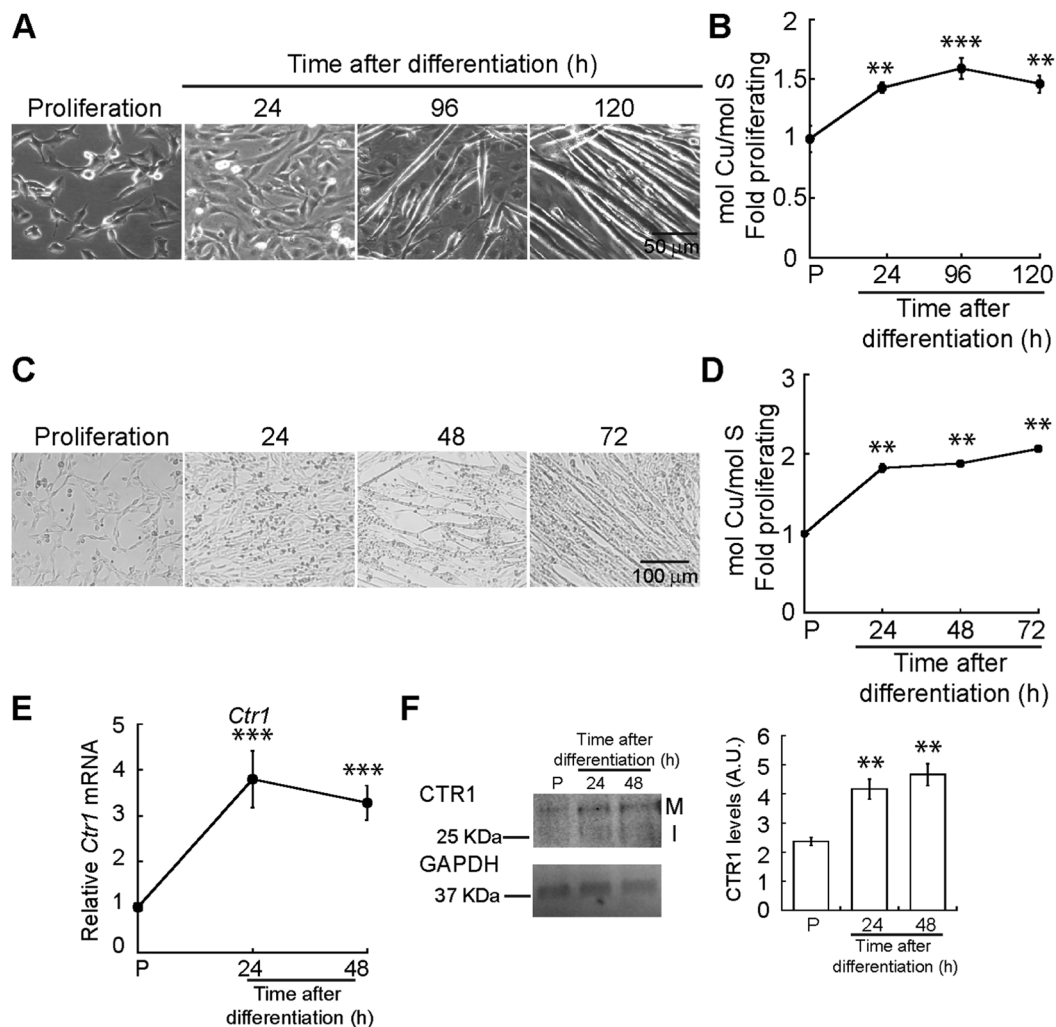 A
Time after differentiation (h)
Proliferation 24 96 120
50 µm
B
mol Cu/mol S
Fold proliferating
2
1.5
1
0.5
0
** *** **
P 24 96 120
Time after
differentiation (h)
C
Proliferation 24 48 72
100 µm
D
mol Cu/mol S
Fold proliferating
3
2
1
0
** ** **
P 24 48 72
Time after
differentiation (h)
E
Relative Ctr1 mRNA
5
4
3
2
1
0
Ctr1
*** ***
P 24 48
Time after
differentiation (h)
F
Time after
differentiation (h)
P 24 48
CTR1
M
I
25 KDa
GAPDH
37 KDa
CTR1 levels (A.U.)
6
5
4
3
2
1
0
** **
P 24 48
Time after
differentiation (h)